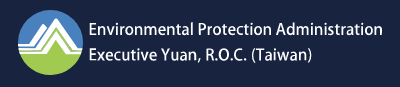 Environmental Protection Administration
Executive Yuan, R.O.C. (Taiwan)